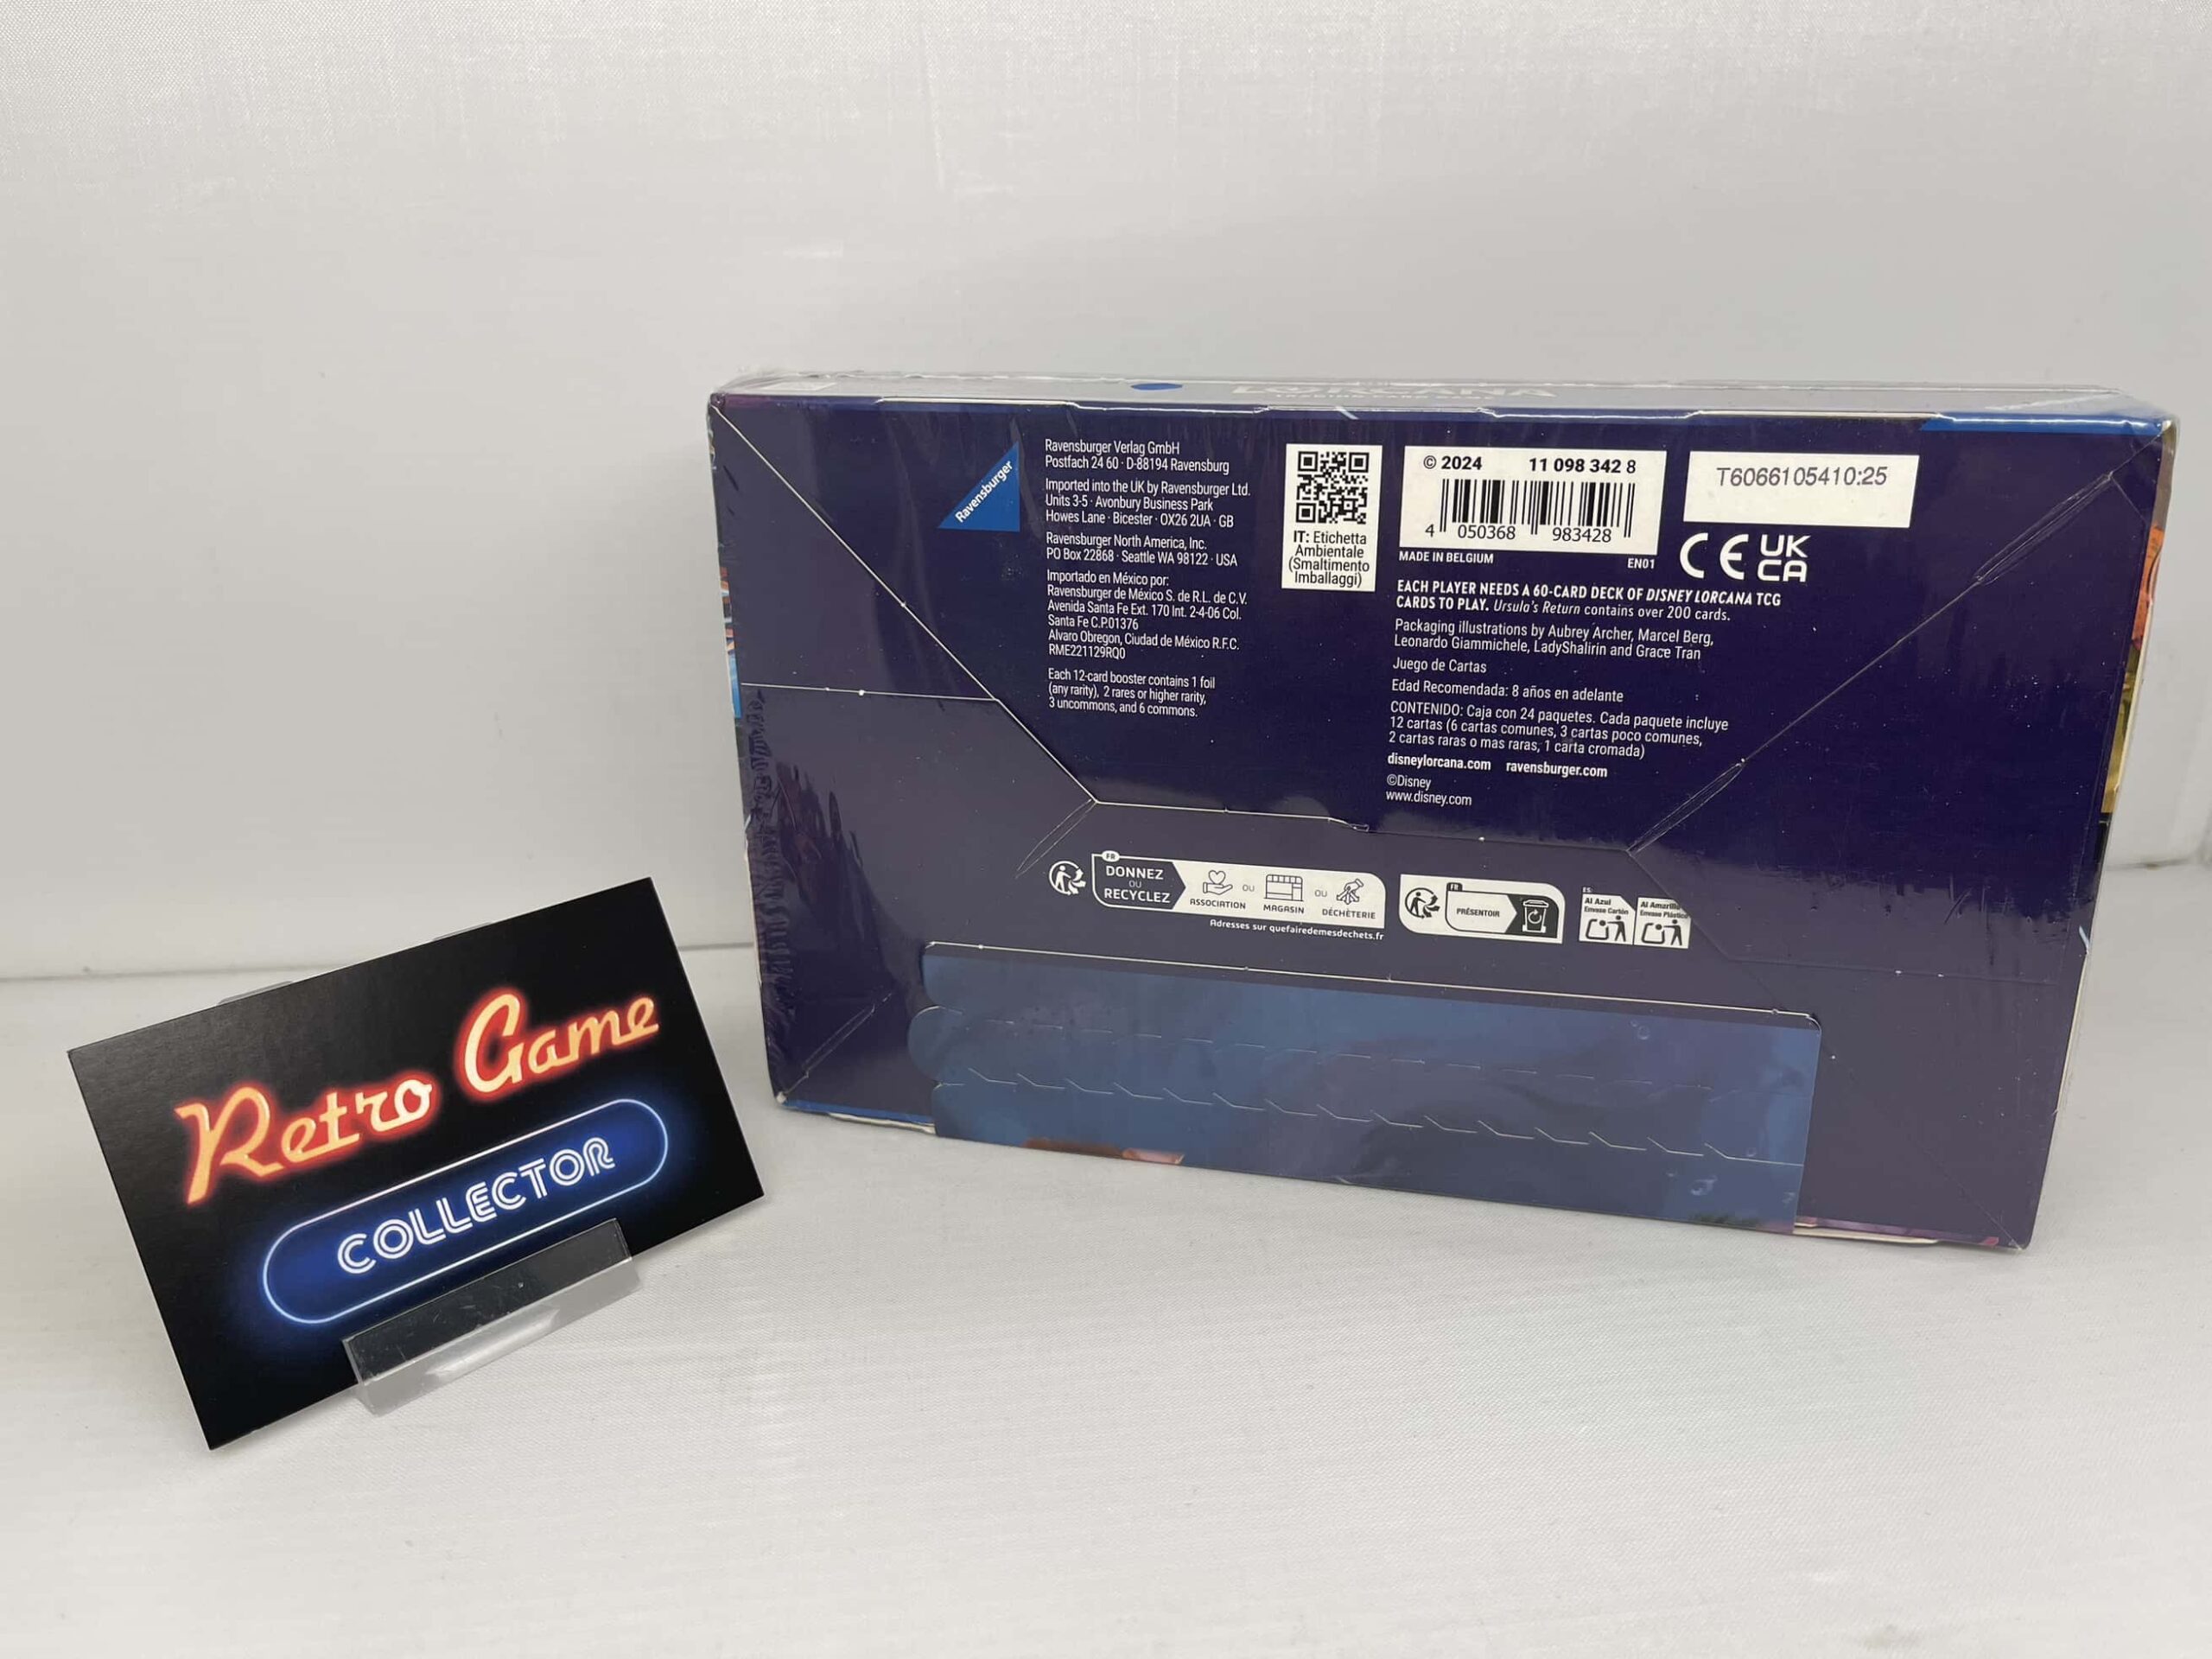 LORCANA
Ravensburger
Ravensburger Verlag GmbH
Postfach 24 60 · D-88194 Ravensburg
Imported into the UK by Ravensburger Ltd.
Units 3-5 · Avonbury Business Park
Howes Lane · Bicester · OX26 2UA · GB
Ravensburger North America, Inc.
PO Box 22868 · Seattle WA 98122 · USA
Importado en México por:
Ravensburger de México S. de R.L. de C.V.
Avenida Santa Fe Ext. 170 Int. 2-4-06 Col.
Santa Fe C.P.01376
Alvaro Obregon, Ciudad de México R.F.C.
RME221129RQ0
Each 12-card booster contains 1 foil
(any rarity), 2 rares or higher rarity,
3 uncommons, and 6 commons.
IT: Etichetta
Ambientale
(Smaltimento
Imballaggi)
© 2024 11 098 342 8
4 050368 983428
MADE IN BELGIUM EN01
T6066105410:25
CE UK
CA
EACH PLAYER NEEDS A 60-CARD DECK OF DISNEY LORCANA TCG
CARDS TO PLAY. Ursula's Return contains over 200 cards.
Packaging illustrations by Aubrey Archer, Marcel Berg,
Leonardo Giammichele, LadyShalirin and Grace Tran
Juego de Cartas
Edad Recomendada: 8 años en adelante
CONTENIDO: Caja con 24 paquetes. Cada paquete incluye
12 cartas (6 cartas comunes, 3 cartas poco comunes,
2 cartas raras o mas raras, 1 carta cromada)
disneylorcana.com ravensburger.com
©Disney
www.disney.com
FR
DONNEZ
OU
RECYCLEZ
ASSOCIATION
OU
MAGASIN
OU
DÉCHÈTERIE
Adresses sur quefairedemesdechets.fr
FR
PRÉSENTOIR
ES:
Al Azul
Envase Cartón
Al Amarillo
Envase Plástico
Retro Game
COLLECTOR